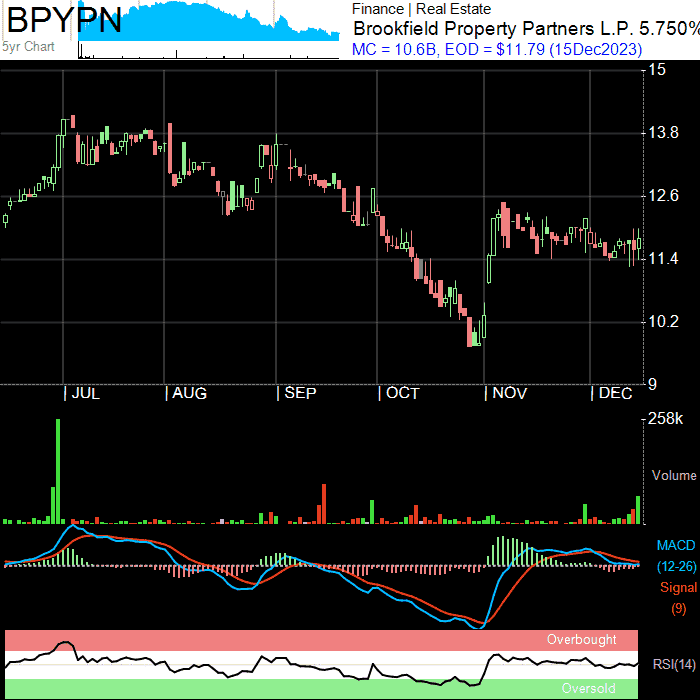 BPYPN
5yr Chart
Finance | Real Estate
Brookfield Property Partners L.P. 5.750%
MC = 10.6B, EOD = $11.79 (15Dec2023)
15
13.8
12.6
11.4
10.2
9
| JUL | AUG | SEP | OCT | NOV | DEC
258k
Volume
MACD
(12-26)
Signal
(9)
Overbought
RSI(14)
Oversold